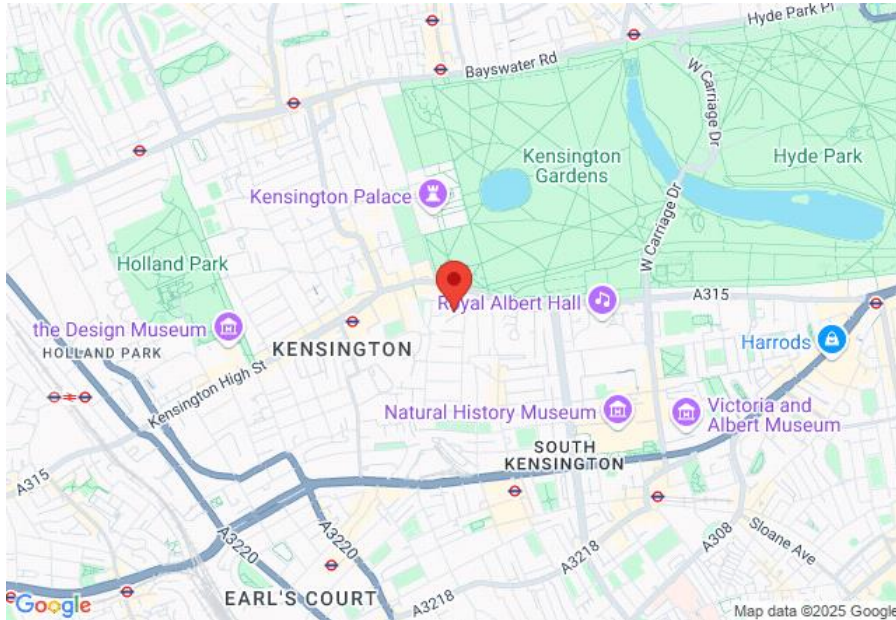 Hyde Park Pl
Bayswater Rd
W Carriage Dr
Kensington
Gardens
Hyde Park
Kensington Palace
W Carriage Dr
Holland Park
Royal Albert Hall
A315
the Design Museum
HOLLAND PARK
KENSINGTON
Harrods
Kensington High St
Natural History Museum
Victoria and
Albert Museum
SOUTH
KENSINGTON
A315
A3220
A3220
A3218
A308
Sloane Ave
EARL'S COURT
A3218
Google
Map data ©2025 Google